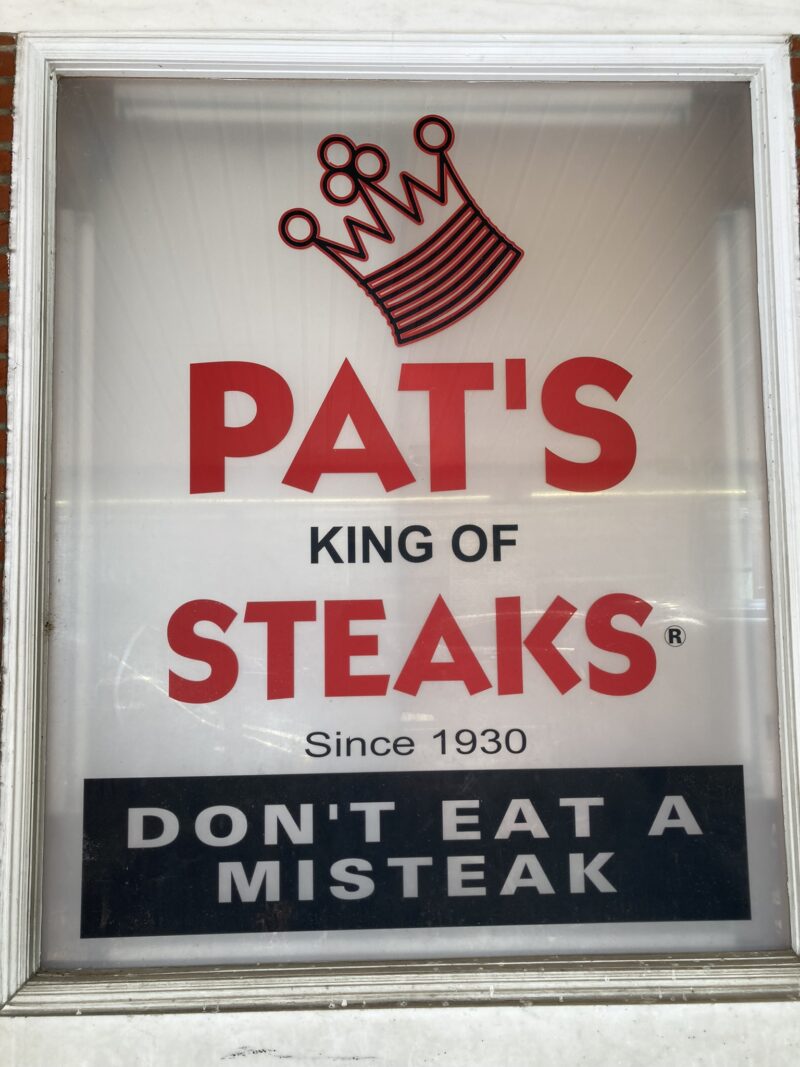 PAT'S
KING OF
STEAKS®
Since 1930
DON'T EAT A
MISTEAK